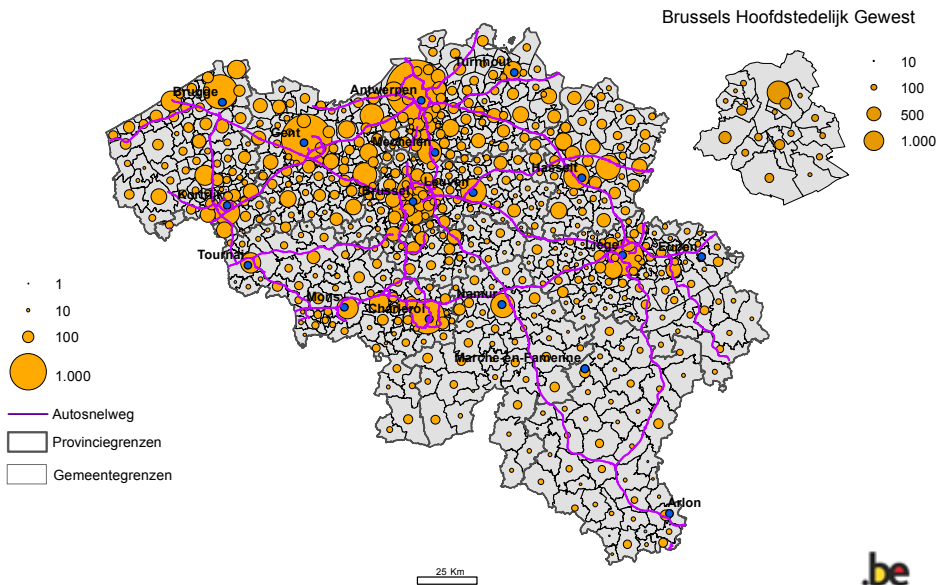 Brussels Hoofdstedelijk Gewest
10
100
500
1.000
Turnhout
Brugge
Antwerpen
Gent
Mechelen
Hasselt
Leuven
Brussel
Kortrijk
Liège
Eupen
Tournai
Mons
Namur
Charleroi
Marche-en-Famenne
Arlon
1
10
100
1.000
Autosnelweg
Provinciegrenzen
Gemeentegrenzen
25 Km
.be